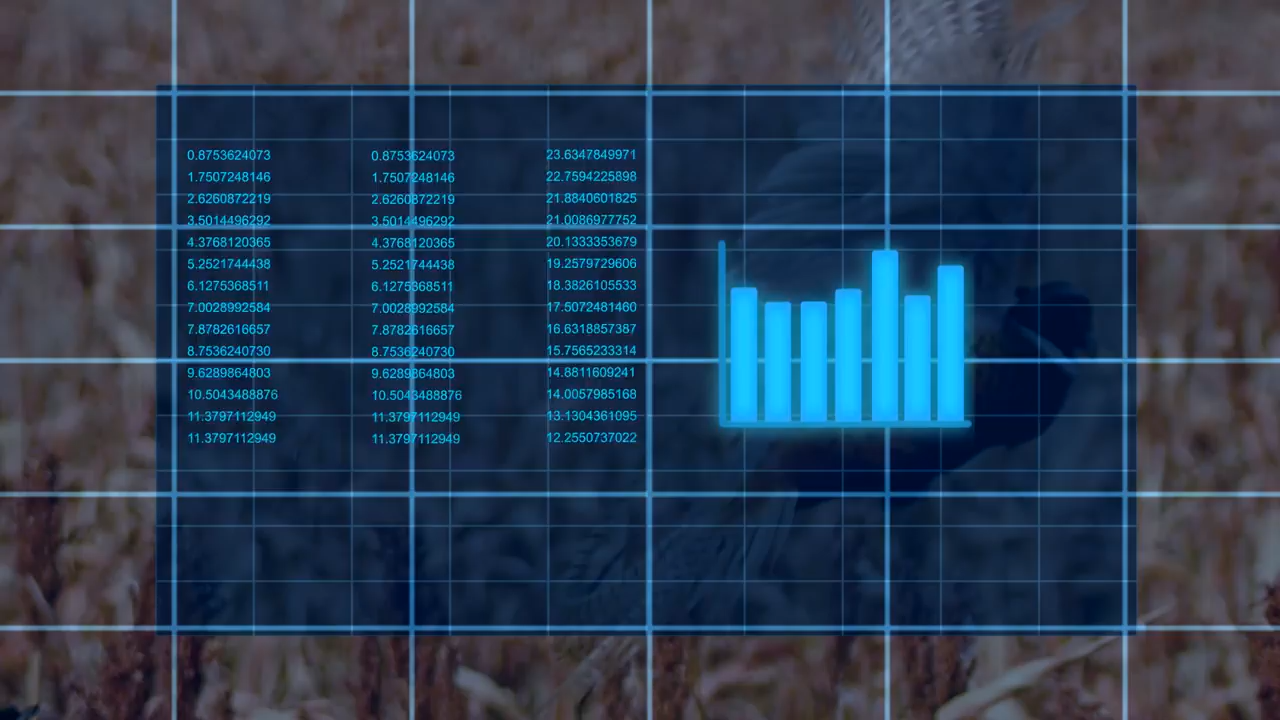 0.8753624073 0.8753624073 23.6347849971
1.7507248146 1.7507248146 22.7594225898
2.6260872219 2.6260872219 21.8840601825
3.5014496292 3.5014496292 21.0086977752
4.3768120365 4.3768120365 20.1333353679
5.2521744438 5.2521744438 19.2579729606
6.1275368511 6.1275368511 18.3826105533
7.0028992584 7.0028992584 17.5072481460
7.8782616657 7.8782616657 16.6318857387
8.7536240730 8.7536240730 15.7565233314
9.6289864803 9.6289864803 14.8811609241
10.5043488876 10.5043488876 14.0057985168
11.3797112949 11.3797112949 13.1304361095
11.3797112949 11.3797112949 12.2550737022